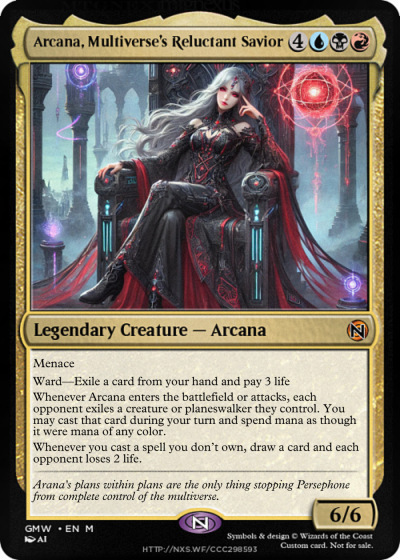 Arcana, Multiverse's Reluctant Savior 4
Legendary Creature — Arcana
Menace
Ward—Exile a card from your hand and pay 3 life
Whenever Arcana enters the battlefield or attacks, each
opponent exiles a creature or planeswalker they control. You
may cast that card during your turn and spend mana as though
it were mana of any color.
Whenever you cast a spell you don't own, draw a card and each
opponent loses 2 life.
Arana's plans within plans are the only thing stopping Persephone
from complete control of the multiverse.
6/6
GMW • EN M
AI
N
Symbols & design © Wizards of the Coast
Custom card. Not for sale.
HTTP://NXS.WF/CCC298593